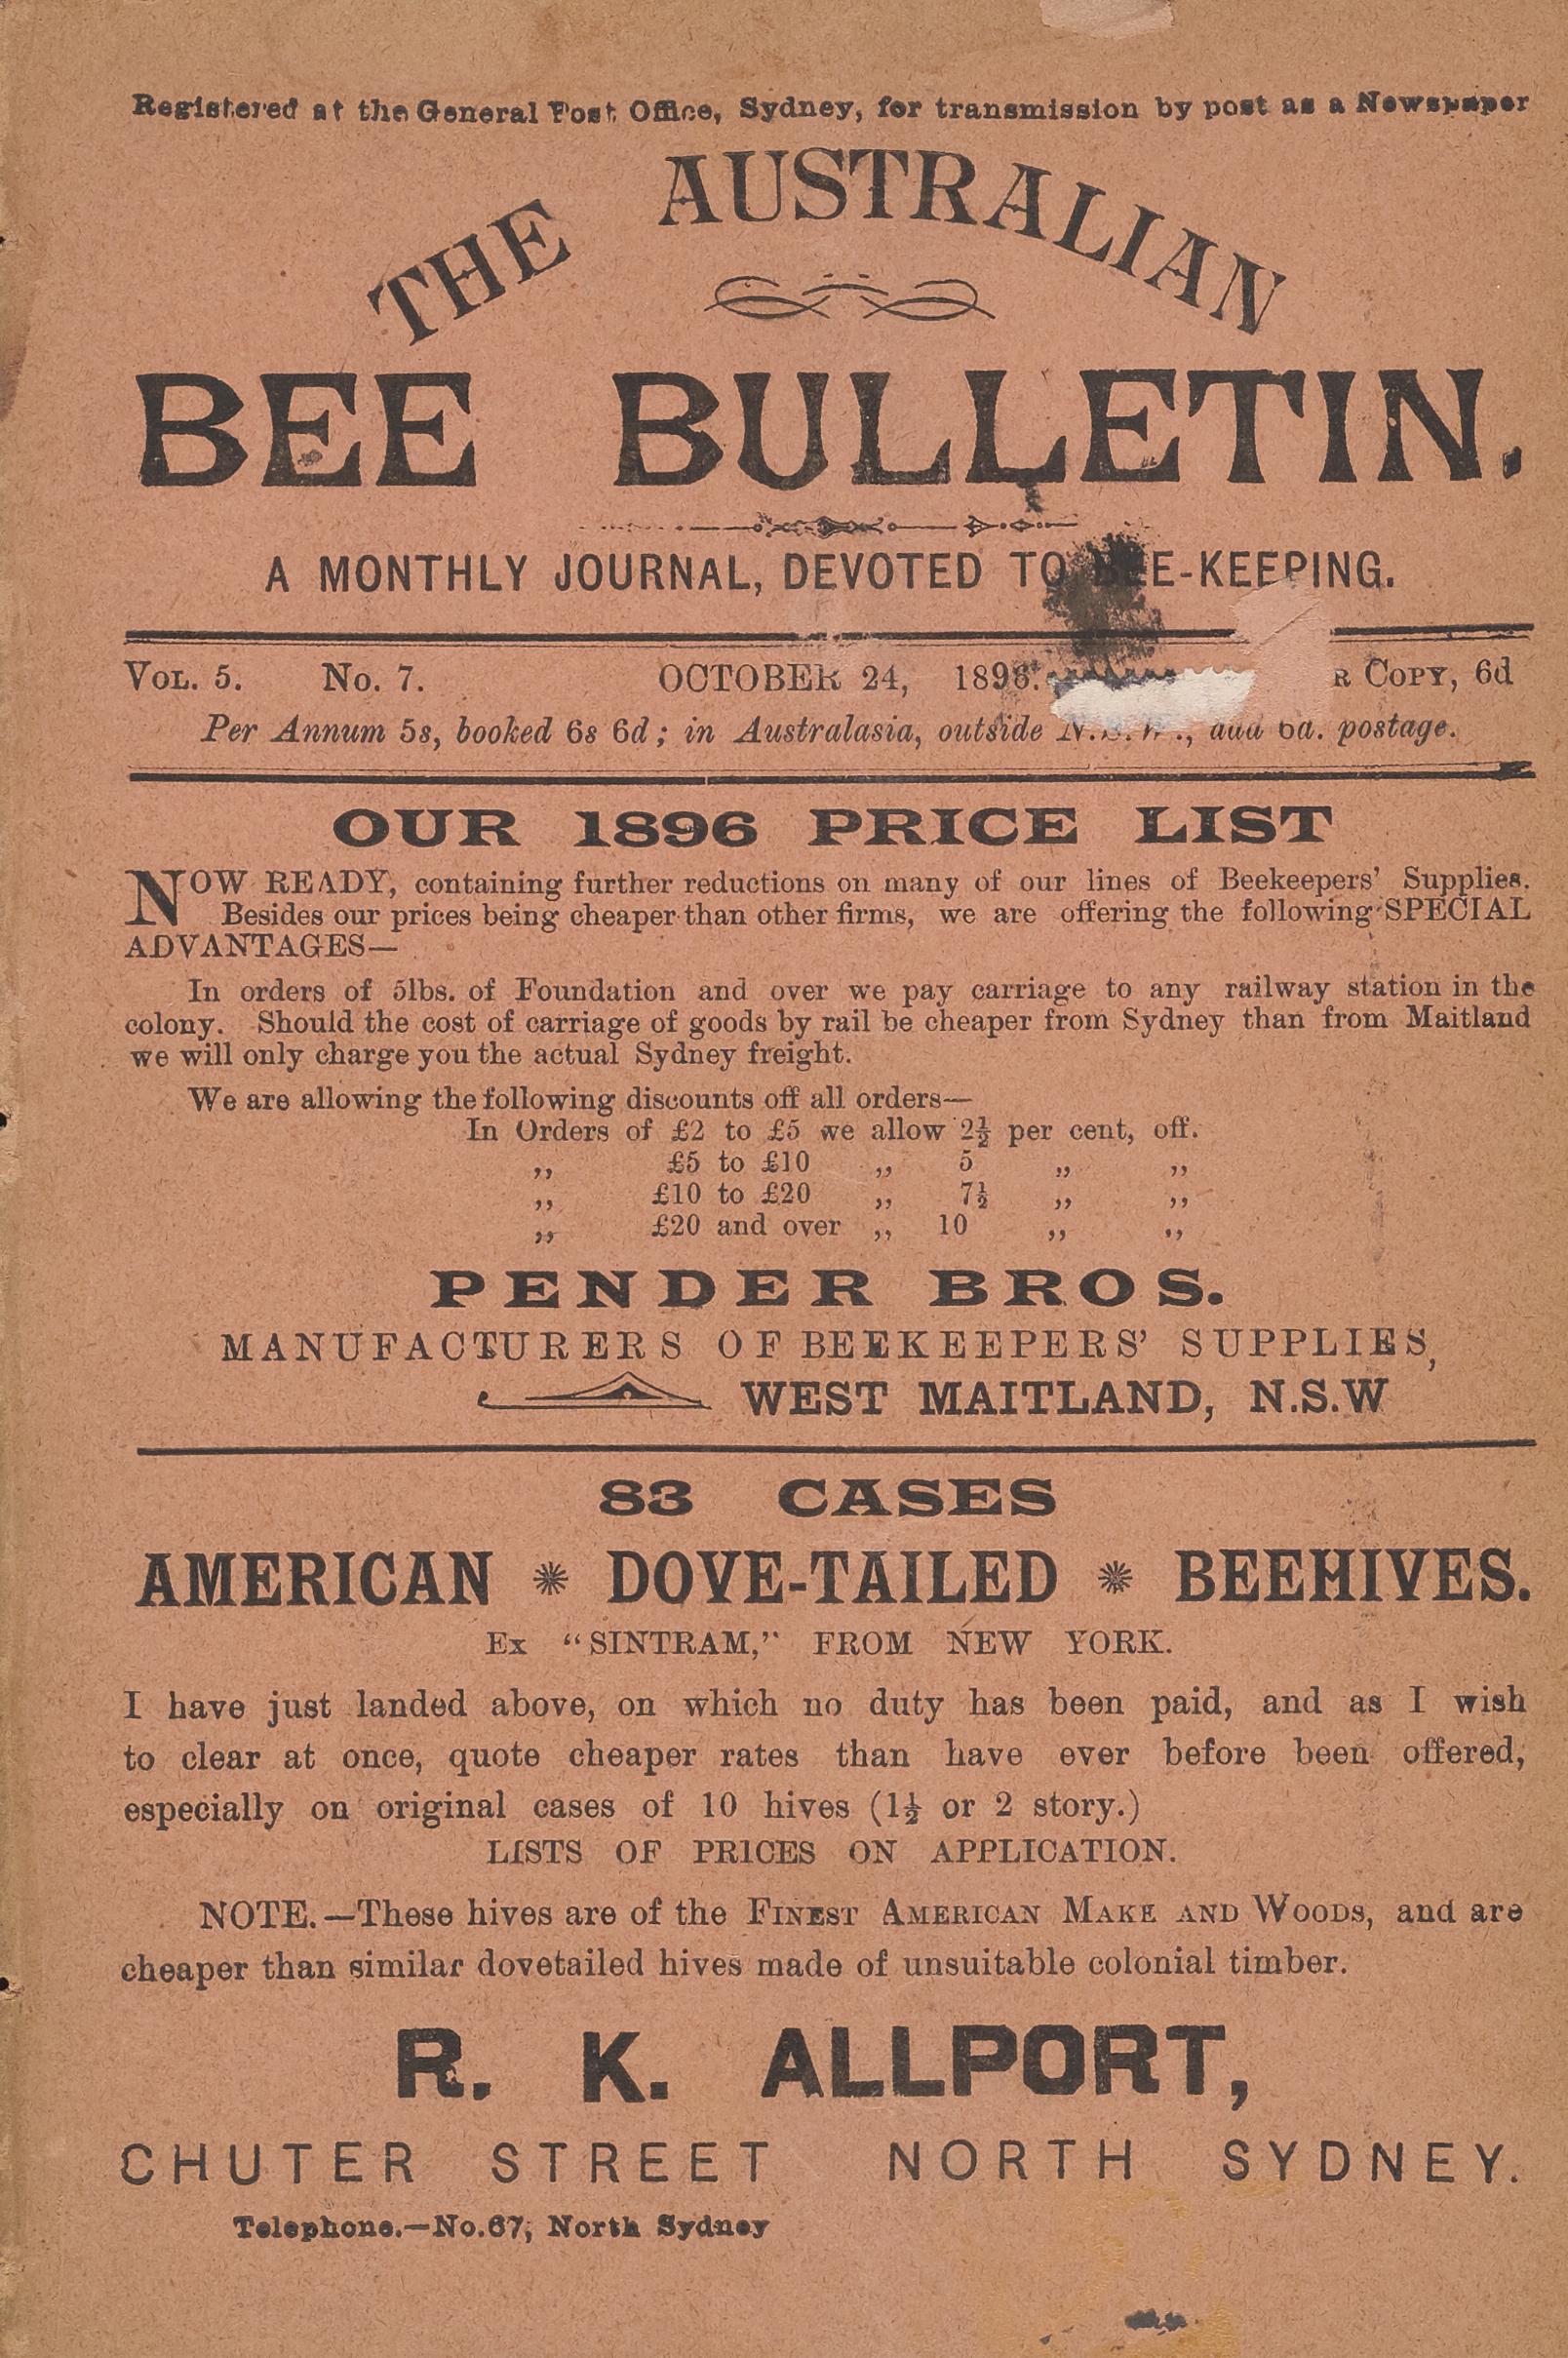 Registered at the General Post Office, Sydney, for transmission by post as a Newspaper
THE AUSTRALIAN
BEE BULLETIN.
A MONTHLY JOURNAL, DEVOTED TO BEE-KEEPING.
VOL. 5. No. 7. OCTOBER 24, 1896. COPY, 6d
Per Annum 5s, booked 6s 6d; in Australasia, outside N.S.W., add 6d. postage.
OUR 1896 PRICE LIST
NOW READY, containing further reductions on many of our lines of Beekeepers' Supplies.
Besides our prices being cheaper than other firms, we are offering the following SPECIAL
ADVANTAGES—
In orders of 5lbs. of Foundation and over we pay carriage to any railway station in the
colony. Should the cost of carriage of goods by rail be cheaper from Sydney than from Maitland
we will only charge you the actual Sydney freight.
We are allowing the following discounts off all orders—
In Orders of £2 to £5 we allow 2½ per cent, off.
,, £5 to £10 ,, 5 ,, ,,
,, £10 to £20 ,, 7½ ,, ,,
,, £20 and over ,, 10 ,, ,,
PENDER BROS.
MANUFACTURERS OF BEEKEEPERS' SUPPLIES,
WEST MAITLAND, N.S.W
83 CASES
AMERICAN * DOVE-TAILED * BEEHIVES.
Ex "SINTRAM," FROM NEW YORK.
I have just landed above, on which no duty has been paid, and as I wish
to clear at once, quote cheaper rates than have ever before been offered,
especially on original cases of 10 hives (1½ or 2 story.)
LISTS OF PRICES ON APPLICATION.
NOTE.—These hives are of the FINEST AMERICAN MAKE AND WOODS, and are
cheaper than similar dovetailed hives made of unsuitable colonial timber.
R. K. ALLPORT,
CHUTER STREET NORTH SYDNEY.
Telephone.—No.67, North Sydney